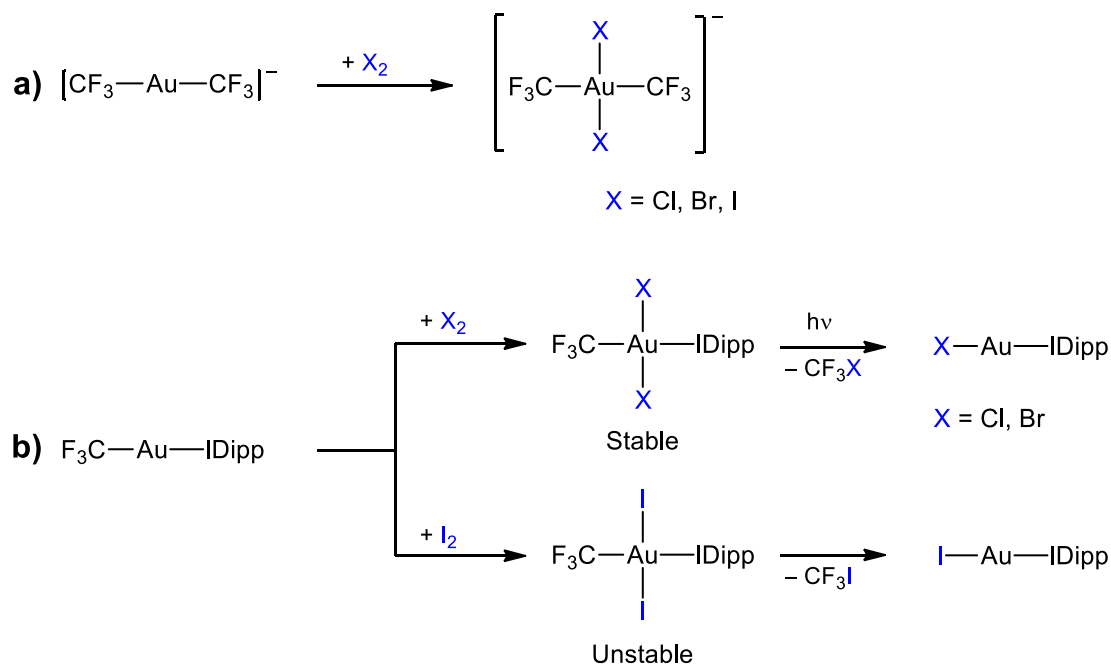 a) [CF₃—Au—CF₃]⁻
+ X₂
X
F₃C—Au—CF₃
X
−
X = Cl, Br, I
b) F₃C—Au—IDipp
+ X₂
X
F₃C—Au—IDipp
X
Stable
hν
– CF₃X
X—Au—IDipp
X = Cl, Br
+ I₂
I
F₃C—Au—IDipp
I
Unstable
– CF₃I
I—Au—IDipp